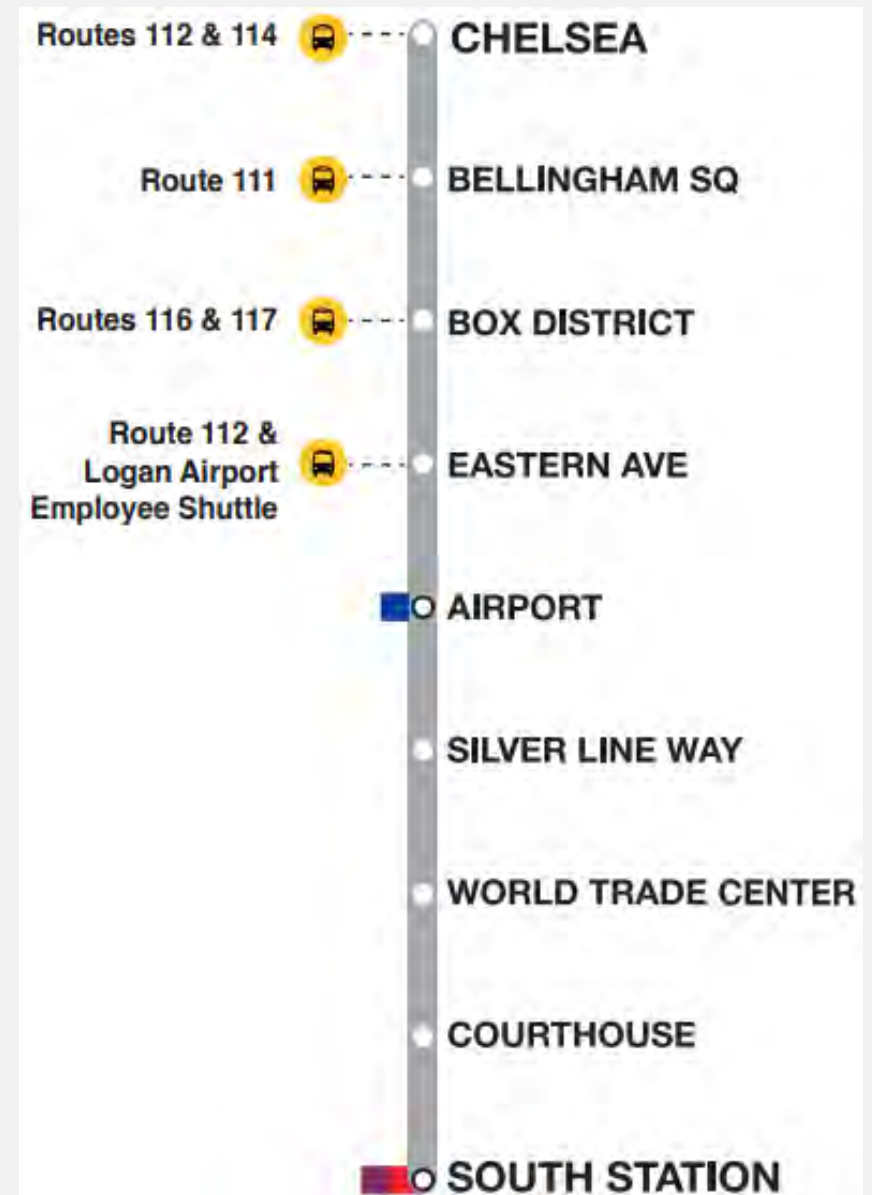 Routes 112 & 114
CHELSEA
Route 111
BELLINGHAM SQ
Routes 116 & 117
BOX DISTRICT
Route 112 &
Logan Airport
Employee Shuttle
EASTERN AVE
AIRPORT
SILVER LINE WAY
WORLD TRADE CENTER
COURTHOUSE
SOUTH STATION